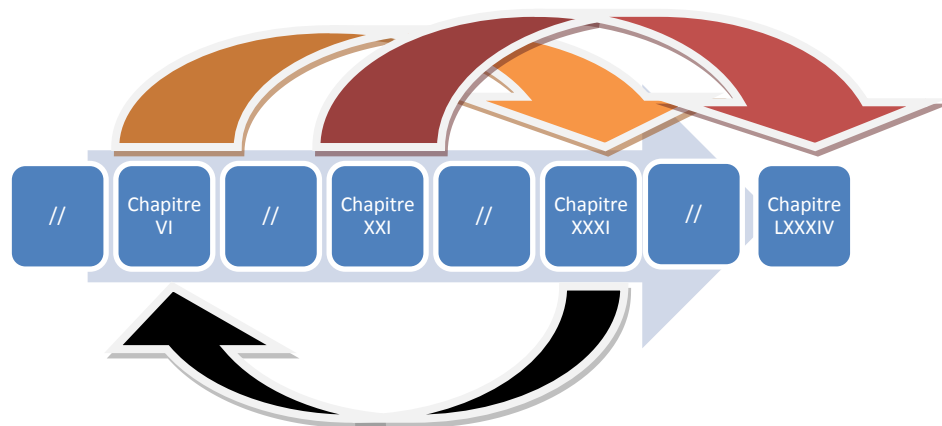 //
Chapitre
VI
//
Chapitre
XXI
//
Chapitre
XXXI
//
Chapitre
LXXXIV